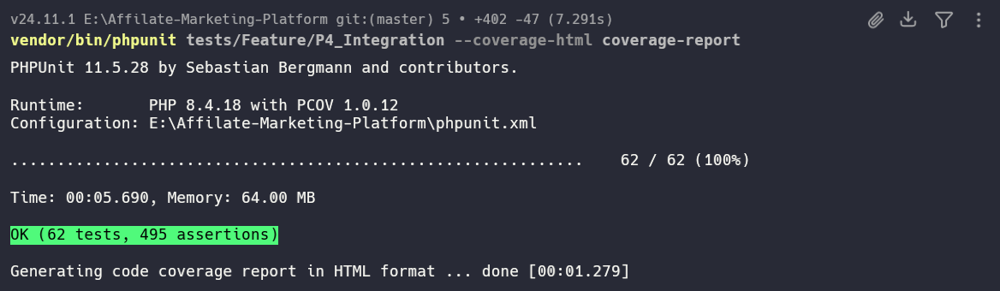 v24.11.1 E:\Affilate-Marketing-Platform git:(master) 5 • +402 -47 (7.291s)
vendor/bin/phpunit tests/Feature/P4_Integration --coverage-html coverage-report
PHPUnit 11.5.28 by Sebastian Bergmann and contributors.
Runtime:       PHP 8.4.18 with PCOV 1.0.12
Configuration: E:\Affilate-Marketing-Platform\phpunit.xml
..............................................................    62 / 62 (100%)
Time: 00:05.690, Memory: 64.00 MB
OK (62 tests, 495 assertions)
Generating code coverage report in HTML format ... done [00:01.279]